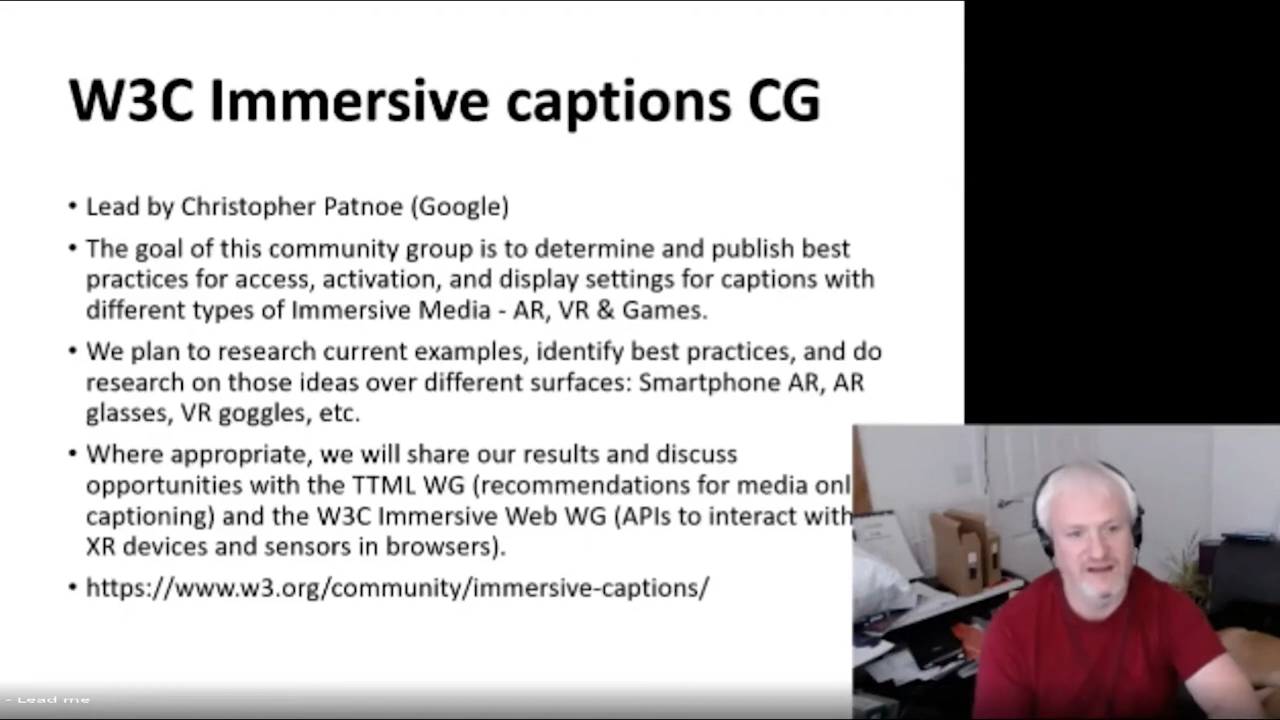 W3C Immersive captions CG
• Lead by Christopher Patnoe (Google)
• The goal of this community group is to determine and publish best
practices for access, activation, and display settings for captions with
different types of Immersive Media - AR, VR & Games.
• We plan to research current examples, identify best practices, and do
research on those ideas over different surfaces: Smartphone AR, AR
glasses, VR goggles, etc.
• Where appropriate, we will share our results and discuss
opportunities with the TTML WG (recommendations for media onl
captioning) and the W3C Immersive Web WG (APIs to interact with
XR devices and sensors in browsers).
• https://www.w3.org/community/immersive-captions/
- Lead me